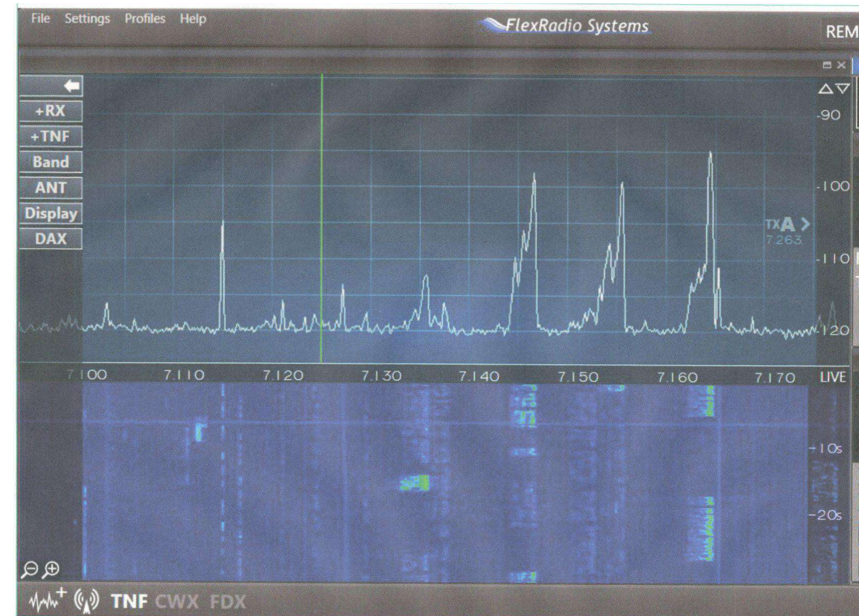 File Settings Profiles Help
FlexRadio Systems
REM
+RX
+TNF
Band
ANT
Display
DAX
-90
-100
TXA >
7.263
-110
-120
7.100 7.110 7.120 7.130 7.140 7.150 7.160 7.170 LIVE
-10s
-20s
TNF CWX FDX